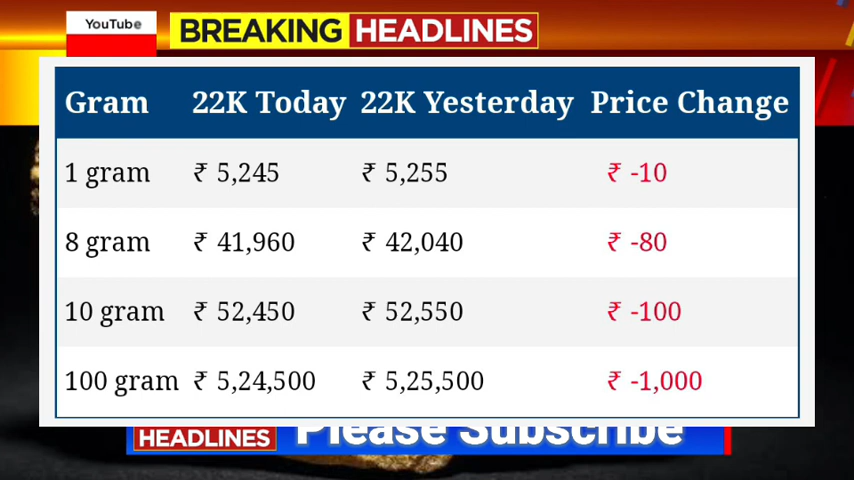 YouTube
BREAKING HEADLINES
Gram 22K Today 22K Yesterday Price Change
1 gram ₹ 5,245 ₹ 5,255 ₹ -10
8 gram ₹ 41,960 ₹ 42,040 ₹ -80
10 gram ₹ 52,450 ₹ 52,550 ₹ -100
100 gram ₹ 5,24,500 ₹ 5,25,500 ₹ -1,000
HEADLINES Please Subscribe